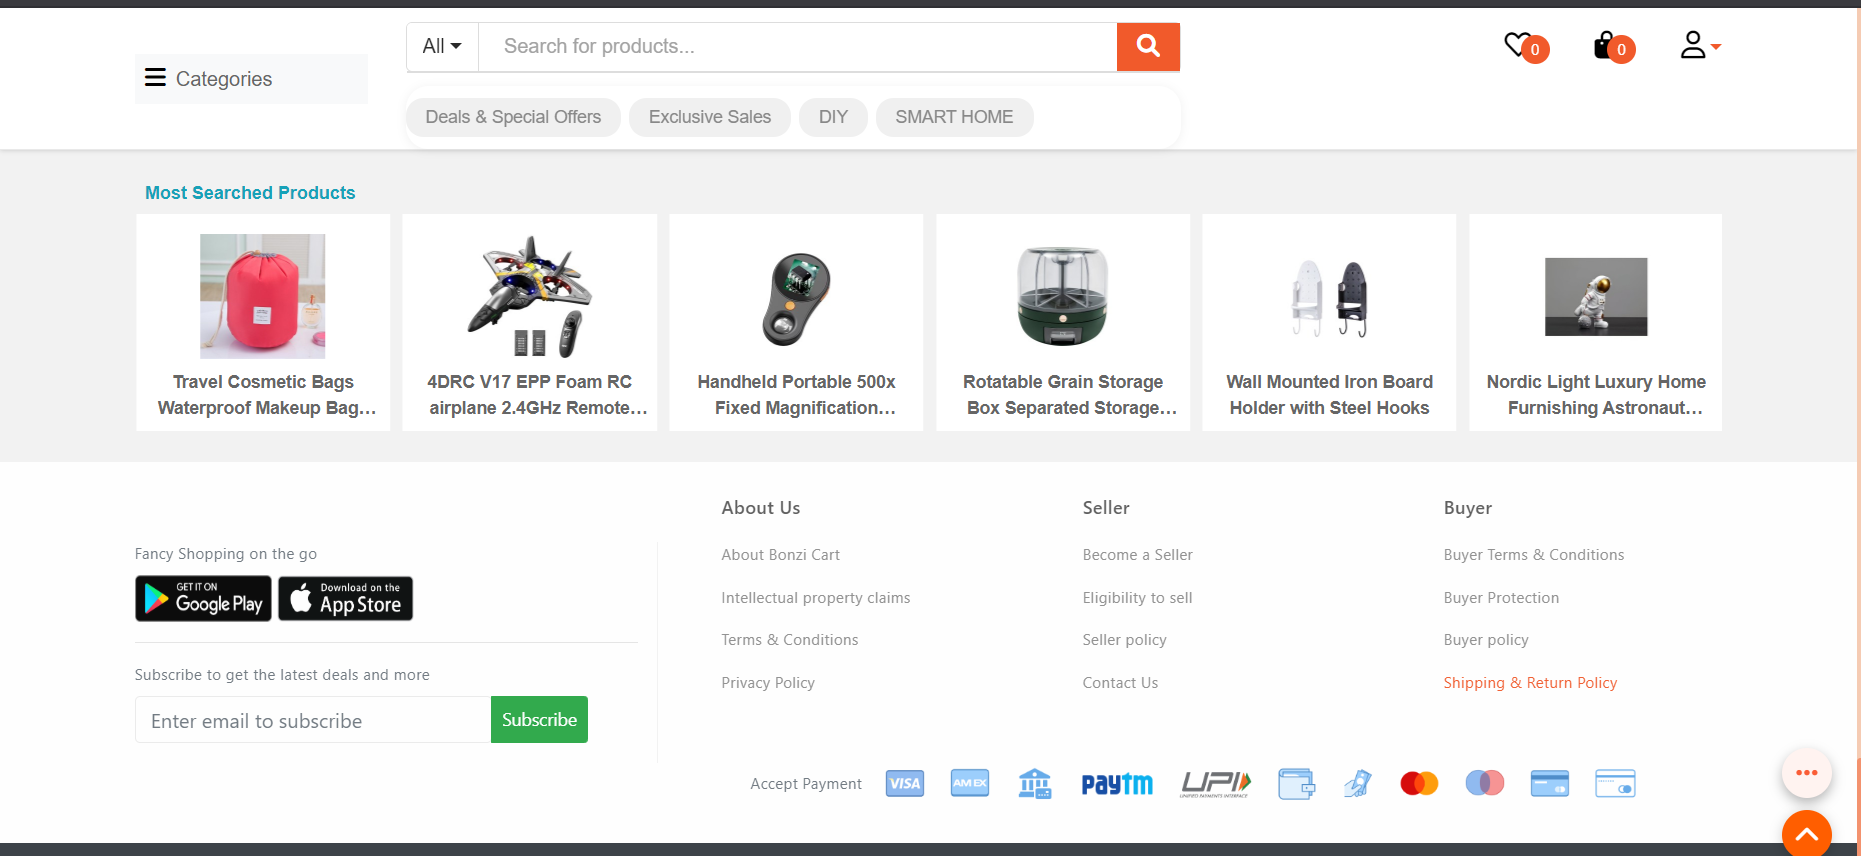 All
Search for products...
0
0
Categories
Deals & Special Offers
Exclusive Sales
DIY
SMART HOME
Most Searched Products
Travel Cosmetic Bags
Waterproof Makeup Bag...
4DRC V17 EPP Foam RC
airplane 2.4GHz Remote...
Handheld Portable 500x
Fixed Magnification...
Rotatable Grain Storage
Box Separated Storage...
Wall Mounted Iron Board
Holder with Steel Hooks
Nordic Light Luxury Home
Furnishing Astronaut...
Fancy Shopping on the go
GET IT ON
Google Play
Download on the
App Store
Subscribe to get the latest deals and more
Enter email to subscribe
Subscribe
About Us
About Bonzi Cart
Intellectual property claims
Terms & Conditions
Privacy Policy
Seller
Become a Seller
Eligibility to sell
Seller policy
Contact Us
Buyer
Buyer Terms & Conditions
Buyer Protection
Buyer policy
Shipping & Return Policy
Accept Payment
VISA
AM EX
paytm
UPI
UNIFIED PAYMENTS INTERFACE